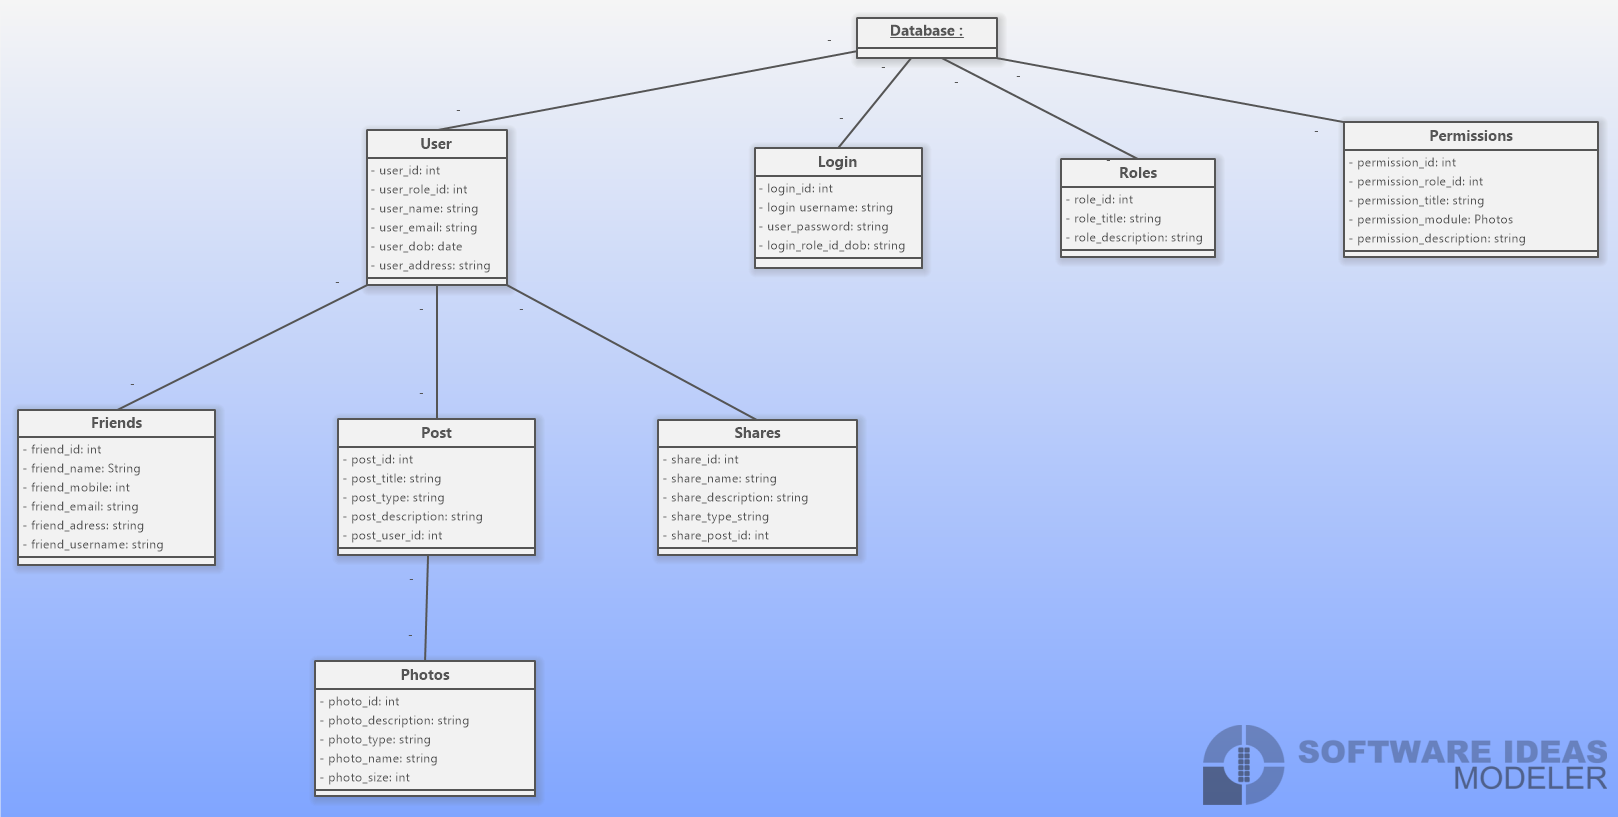 Database :
User
- user_id: int
- user_role_id: int
- user_name: string
- user_email: string
- user_dob: date
- user_address: string
Login
- login_id: int
- login username: string
- user_password: string
- login_role_id_dob: string
Roles
- role_id: int
- role_title: string
- role_description: string
Permissions
- permission_id: int
- permission_role_id: int
- permission_title: string
- permission_module: Photos
- permission_description: string
Friends
- friend_id: int
- friend_name: String
- friend_mobile: int
- friend_email: string
- friend_adress: string
- friend_username: string
Post
- post_id: int
- post_title: string
- post_type: string
- post_description: string
- post_user_id: int
Shares
- share_id: int
- share_name: string
- share_description: string
- share_type_string
- share_post_id: int
Photos
- photo_id: int
- photo_description: string
- photo_type: string
- photo_name: string
- photo_size: int
SOFTWARE IDEAS
MODELER